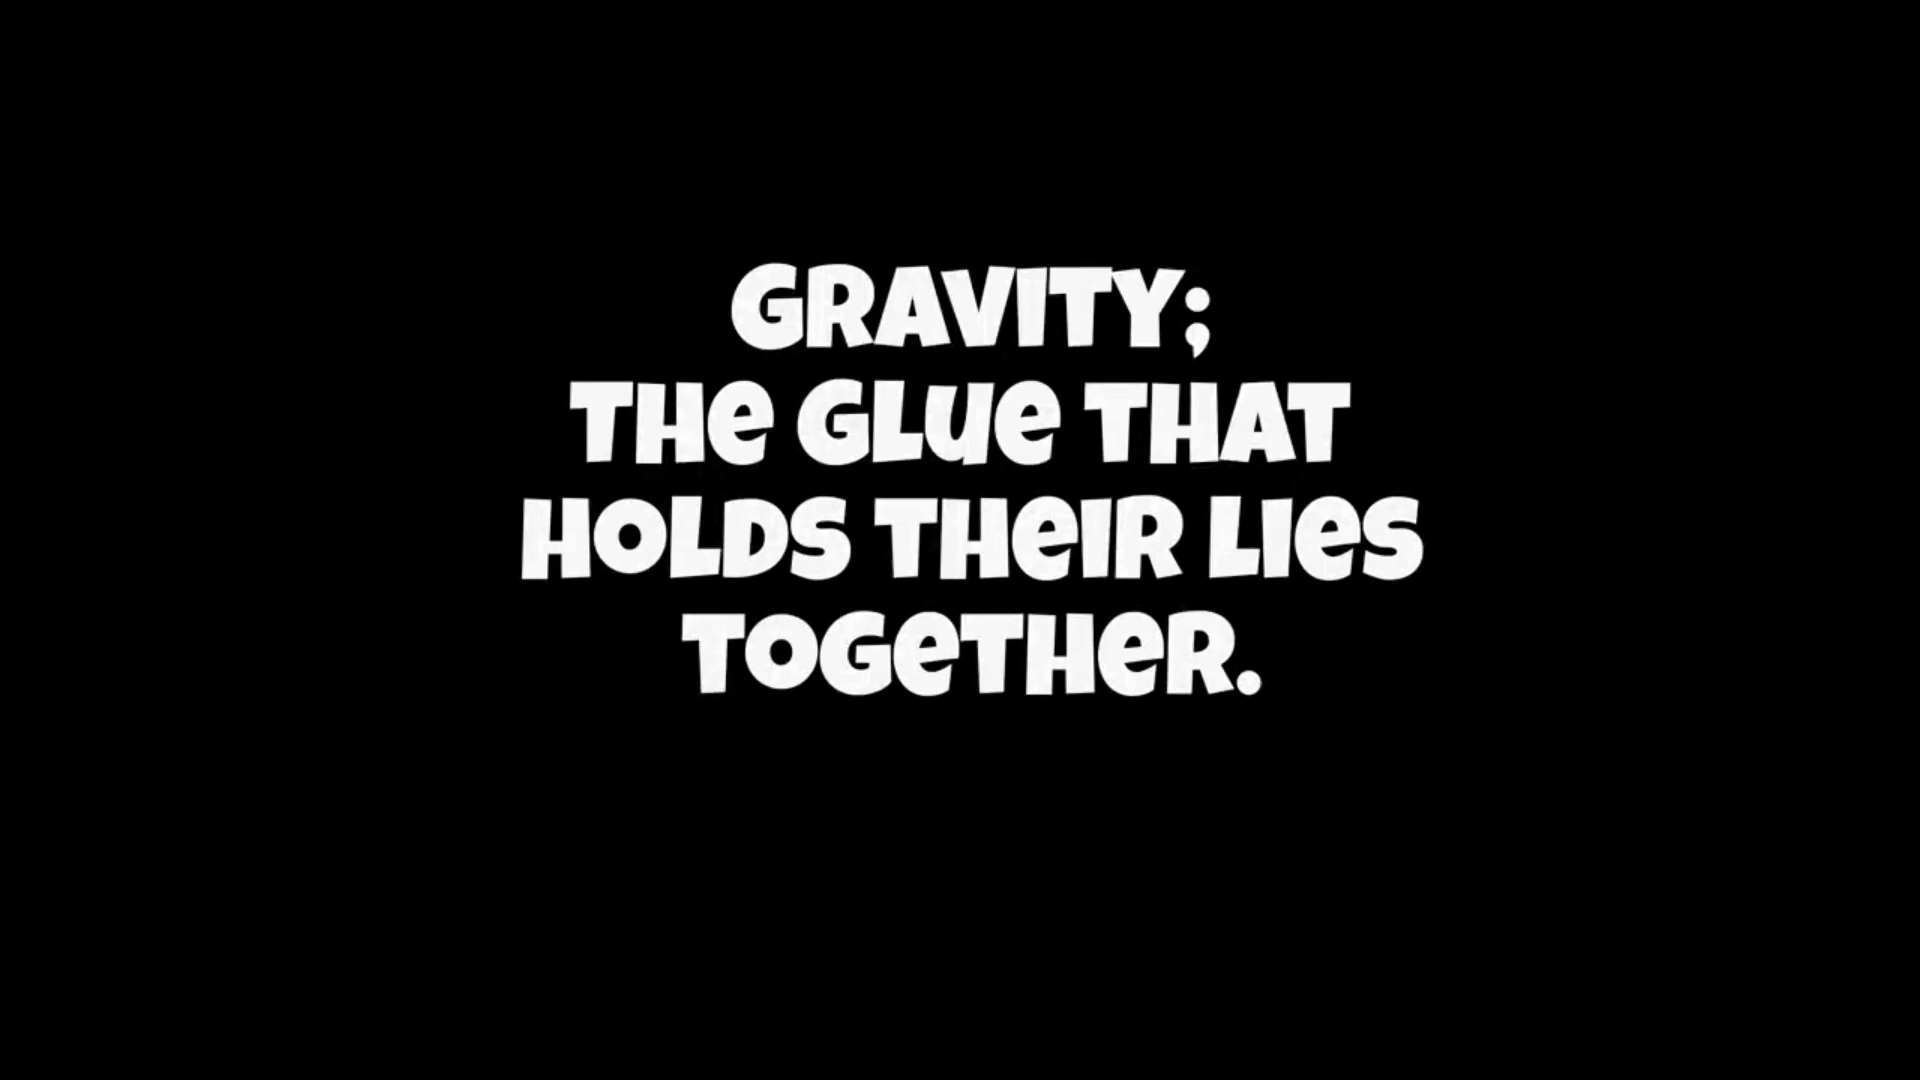 GRAVITY;
THE GLUE THAT
HOLDS THEIR LIES
TOGETHER.